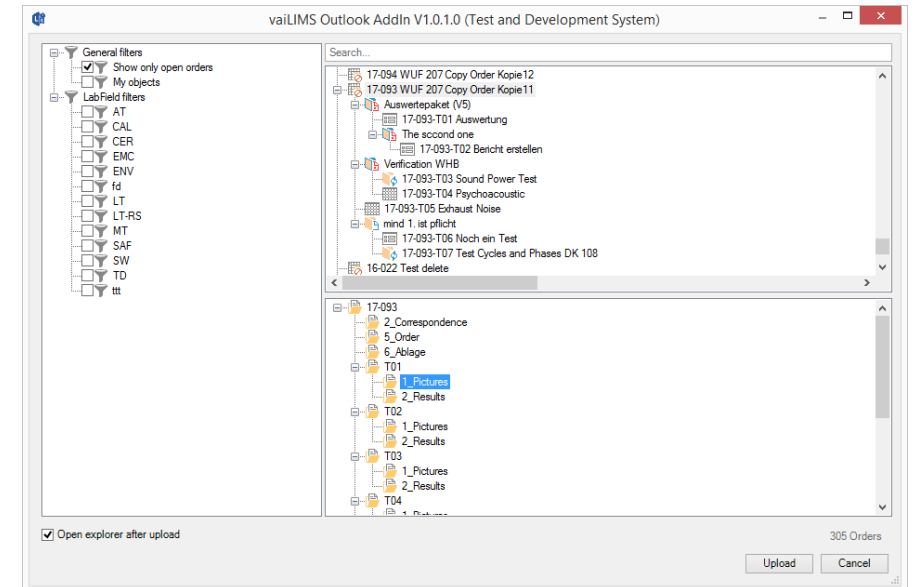 vaiLIMS Outlook AddIn V1.0.1.0 (Test and Development System)
General filters
Show only open orders
My objects
LabField filters
AT
CAL
CER
EMC
ENV
fd
LT
LT-RS
MT
SAF
SW
TD
ttt
Search...
17-094 WUF 207 Copy Order Kopie12
17-093 WUF 207 Copy Order Kopie11
Auswertepaket (V5)
17-093-T01 Auswertung
The sccond one
17-093-T02 Bericht erstellen
Verification WHB
17-093-T03 Sound Power Test
17-093-T04 Psychoacoustic
17-093-T05 Exhaust Noise
mind 1. ist pflicht
17-093-T06 Noch ein Test
17-093-T07 Test Cycles and Phases DK 108
16-022 Test delete
17-093
2_Correspondence
5_Order
6_Ablage
T01
1_Pictures
2_Results
T02
1_Pictures
2_Results
T03
1_Pictures
2_Results
T04
1_Pictures
Open explorer after upload
305 Orders
Upload
Cancel